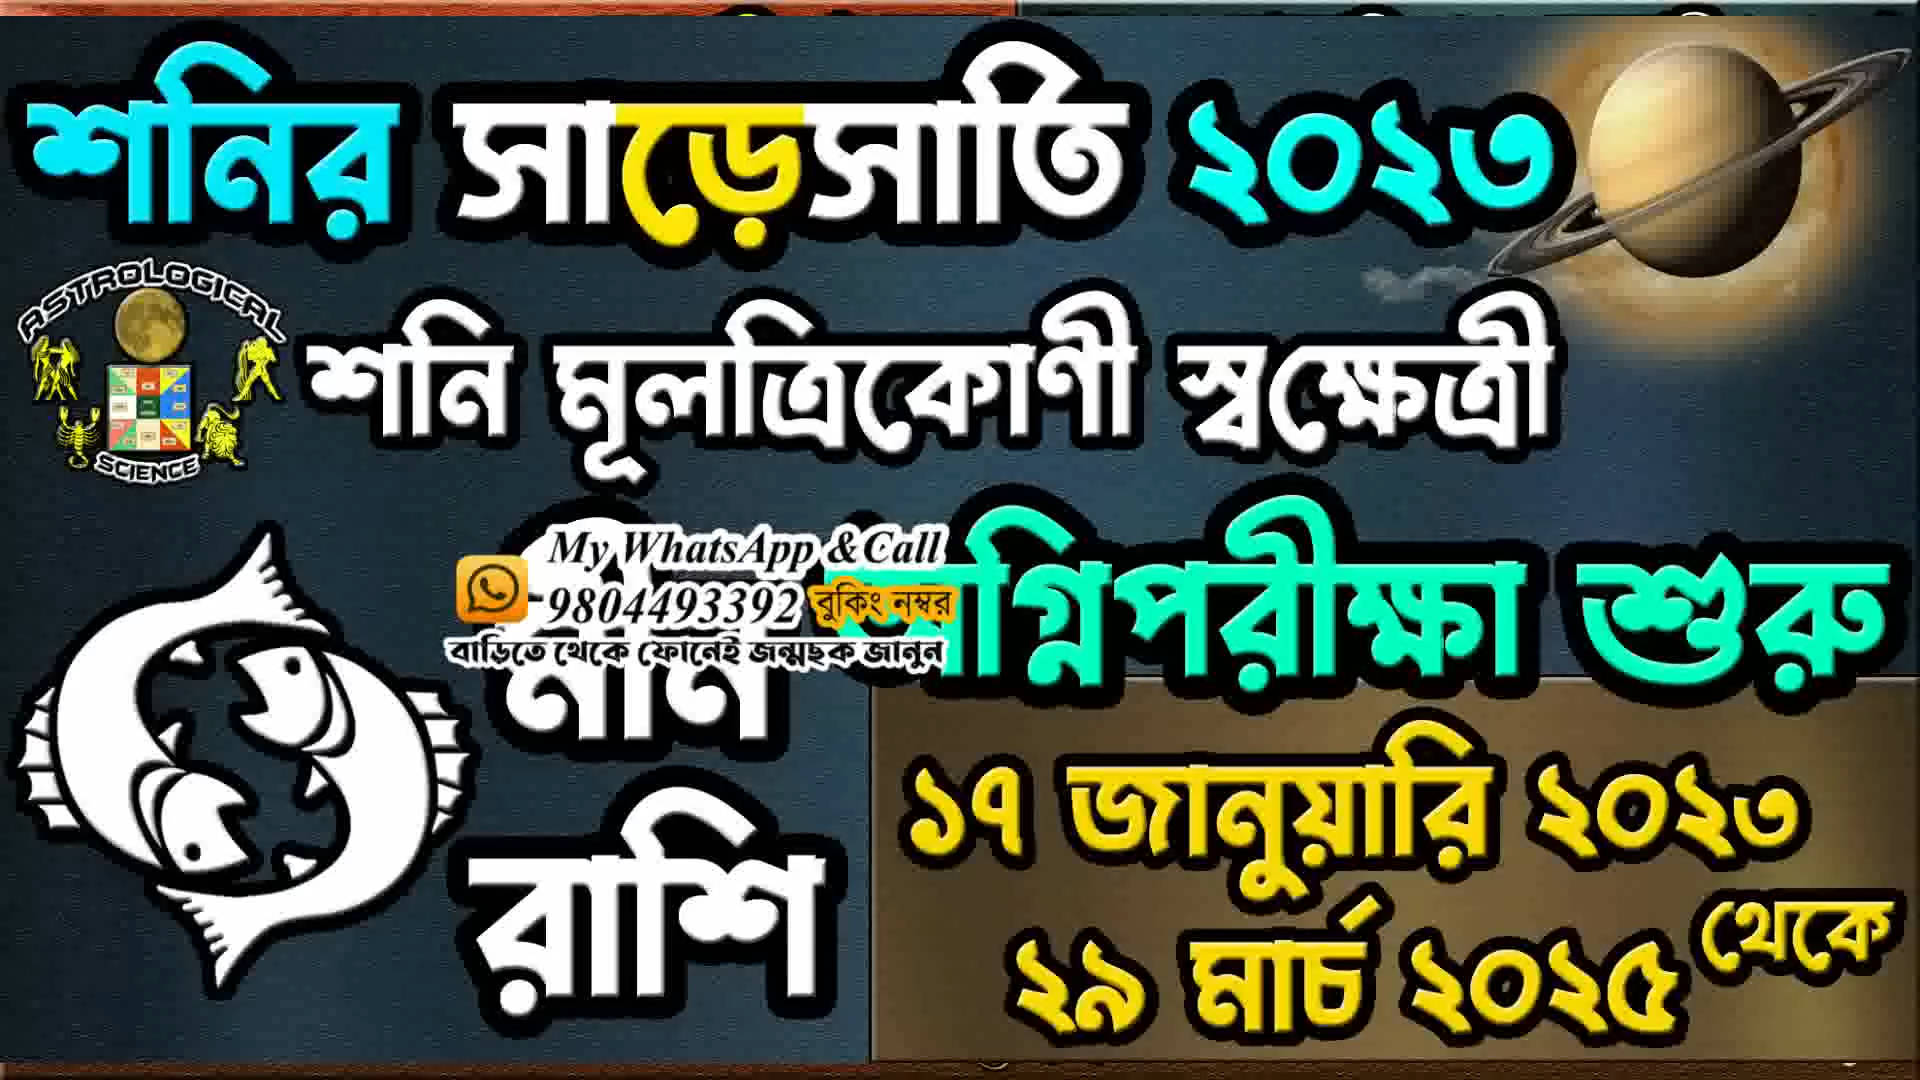 শনির সাড়েসাতি ২০২৩
ASTROLOGICAL
SCIENCE
শনি মূলত্রিকোণী স্বক্ষেত্রী
My WhatsApp &Call
9804493392 বুকিং নম্বর
বাড়িতে থেকে ফোনেই জন্মছক জানুন
মীন
রাশি
অগ্নিপরীক্ষা শুরু
১৭ জানুয়ারি ২০২৩
থেকে
২৯ মার্চ ২০২৫